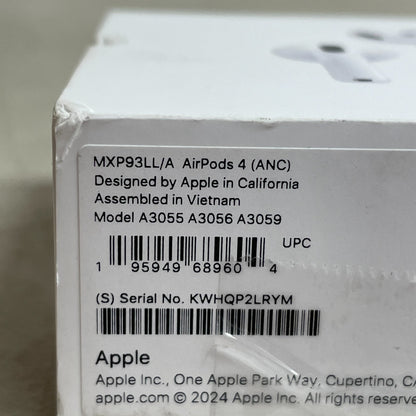 MXP93LL/A AirPods 4 (ANC)
Designed by Apple in California
Assembled in Vietnam
Model A3055 A3056 A3059
UPC
1 95949 68960 4
(S) Serial No. KWHQP2LRYM
Apple
Apple Inc., One Apple Park Way, Cupertino, CA
apple.com © 2024 Apple Inc. All rights